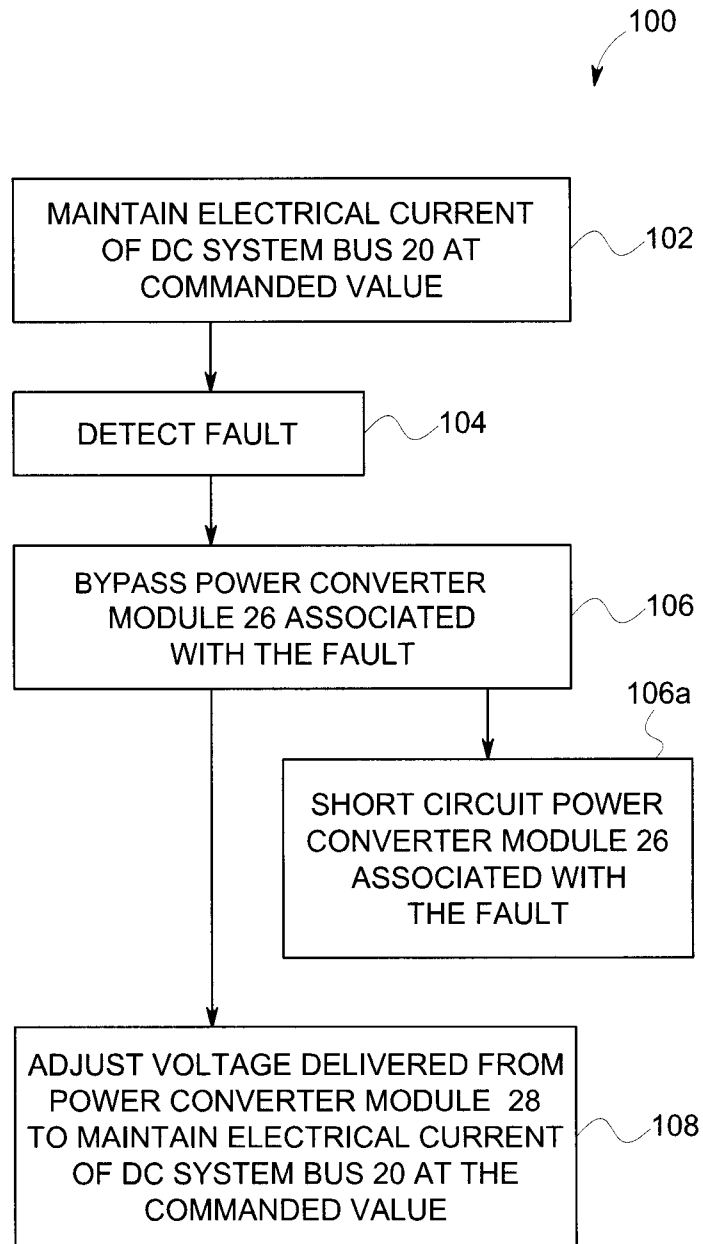 100
MAINTAIN ELECTRICAL CURRENT
OF DC SYSTEM BUS 20 AT
COMMANDED VALUE
102
DETECT FAULT
104
BYPASS POWER CONVERTER
MODULE 26 ASSOCIATED
WITH THE FAULT
106
106a
SHORT CIRCUIT POWER
CONVERTER MODULE 26
ASSOCIATED WITH
THE FAULT
ADJUST VOLTAGE DELIVERED FROM
POWER CONVERTER MODULE 28
TO MAINTAIN ELECTRICAL CURRENT
OF DC SYSTEM BUS 20 AT THE
COMMANDED VALUE
108